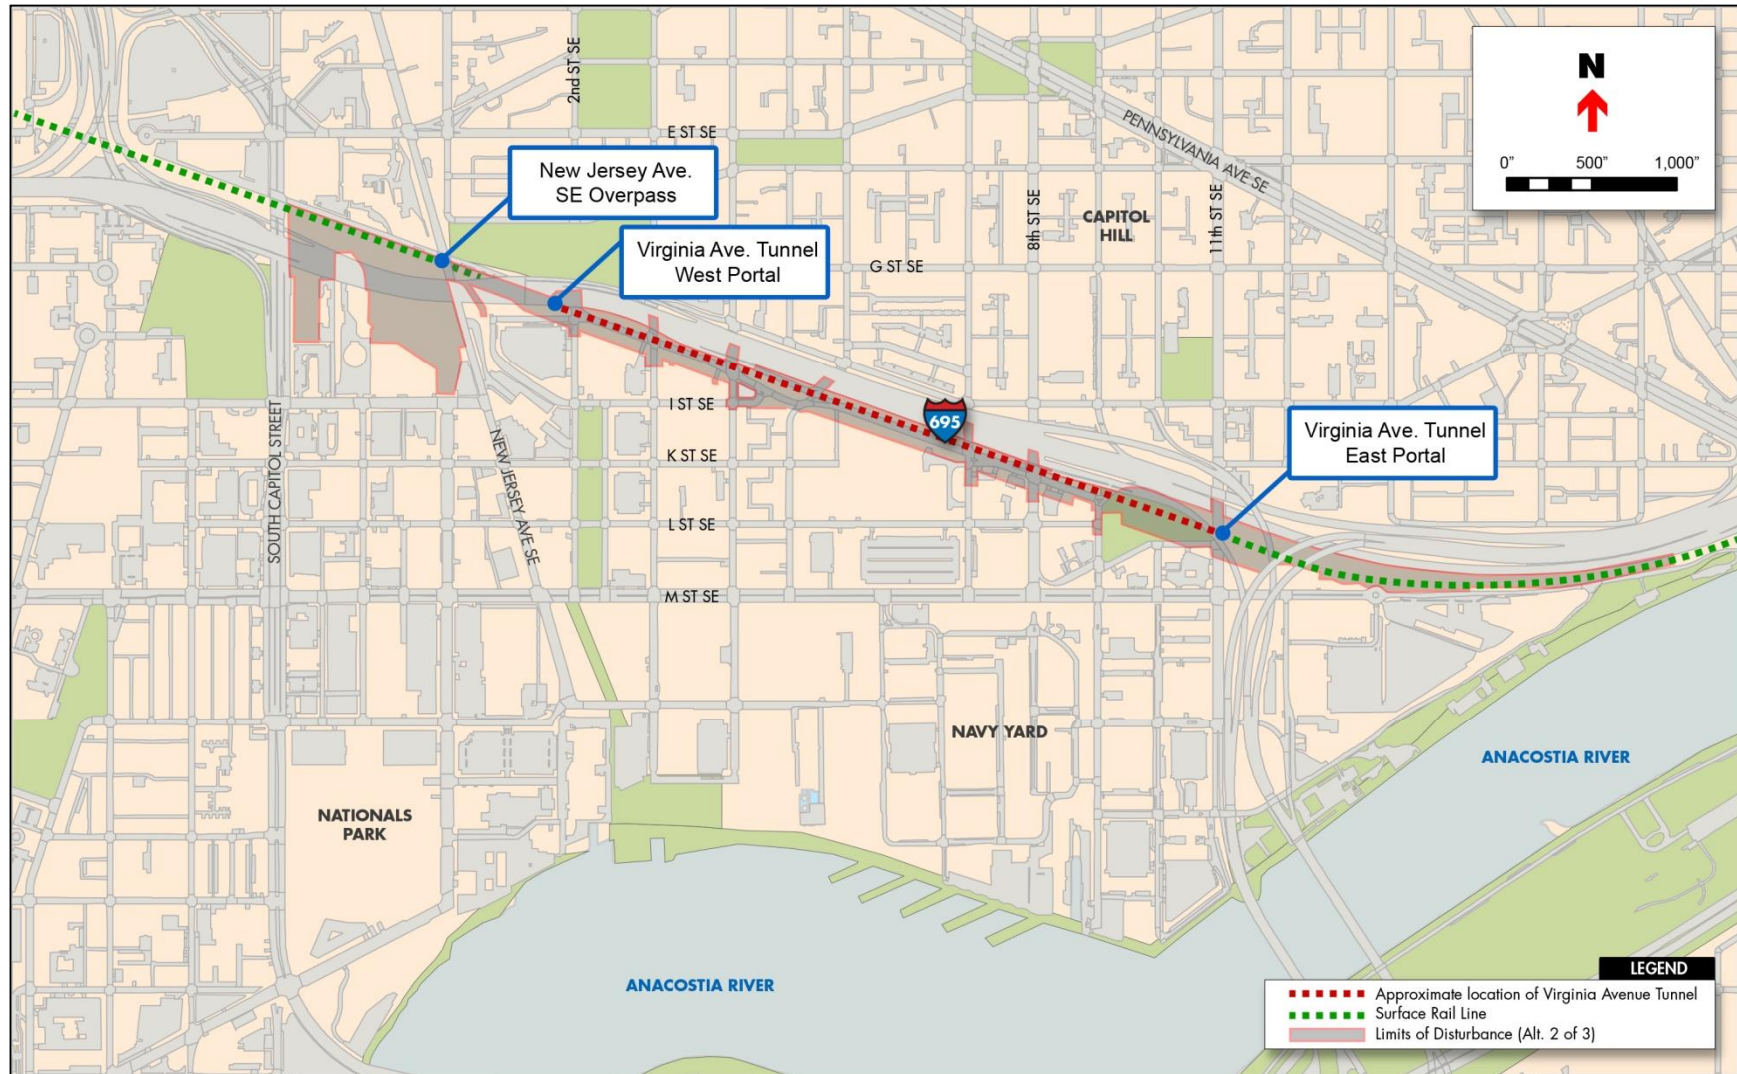 N
0" 500" 1,000"
2nd ST SE
E ST SE
PENNSYLVANIA AVE SE
New Jersey Ave.
SE Overpass
Virginia Ave. Tunnel
West Portal
8th ST SE
CAPITOL
HILL
11th ST SE
G ST SE
I ST SE
695
Virginia Ave. Tunnel
East Portal
SOUTH CAPITOL STREET
NEW JERSEY AVE SE
K ST SE
L ST SE
M ST SE
NAVY YARD
ANACOSTIA RIVER
NATIONALS
PARK
ANACOSTIA RIVER
LEGEND
Approximate location of Virginia Avenue Tunnel
Surface Rail Line
Limits of Disturbance (Alt. 2 of 3)